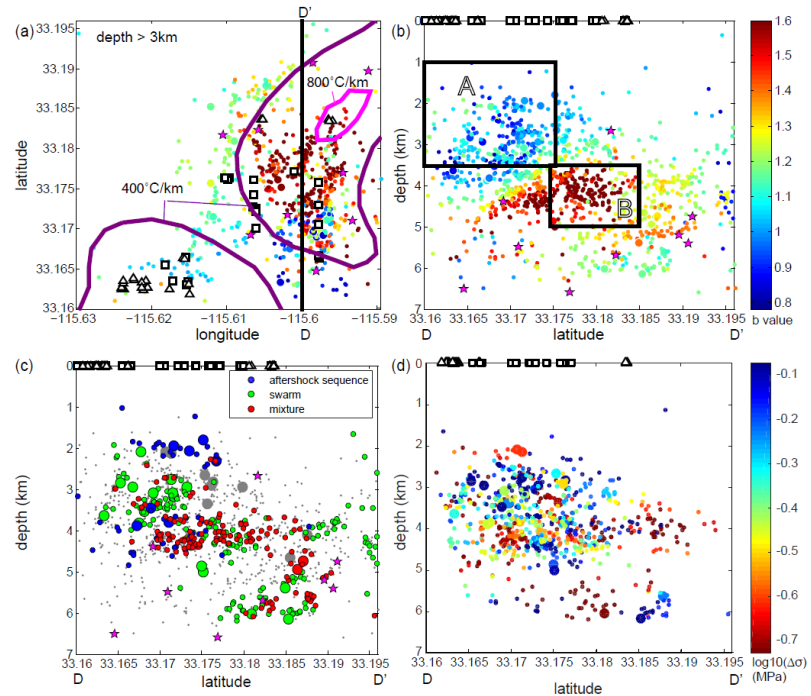 (a)
depth > 3km
D'
800˚C/km
400˚C/km
latitude
33.195
33.19
33.185
33.18
33.175
33.17
33.165
33.16
−115.63
−115.62
−115.61
−115.6
−115.59
longitude
D
(b)
A
B
depth (km)
0
1
2
3
4
5
6
7
33.16
33.165
33.17
33.175
33.18
33.185
33.19
33.195
D
latitude
D'
1.6
1.5
1.4
1.3
1.2
1.1
1
0.9
0.8
b value
(c)
aftershock sequence
swarm
mixture
depth (km)
0
1
2
3
4
5
6
7
33.16
33.165
33.17
33.175
33.18
33.185
33.19
33.195
D
latitude
D'
(d)
depth (km)
0
1
2
3
4
5
6
7
33.16
33.165
33.17
33.175
33.18
33.185
33.19
33.195
D
latitude
D'
-0.1
-0.2
-0.3
-0.4
-0.5
-0.6
-0.7
log10(Δσ)
(MPa)